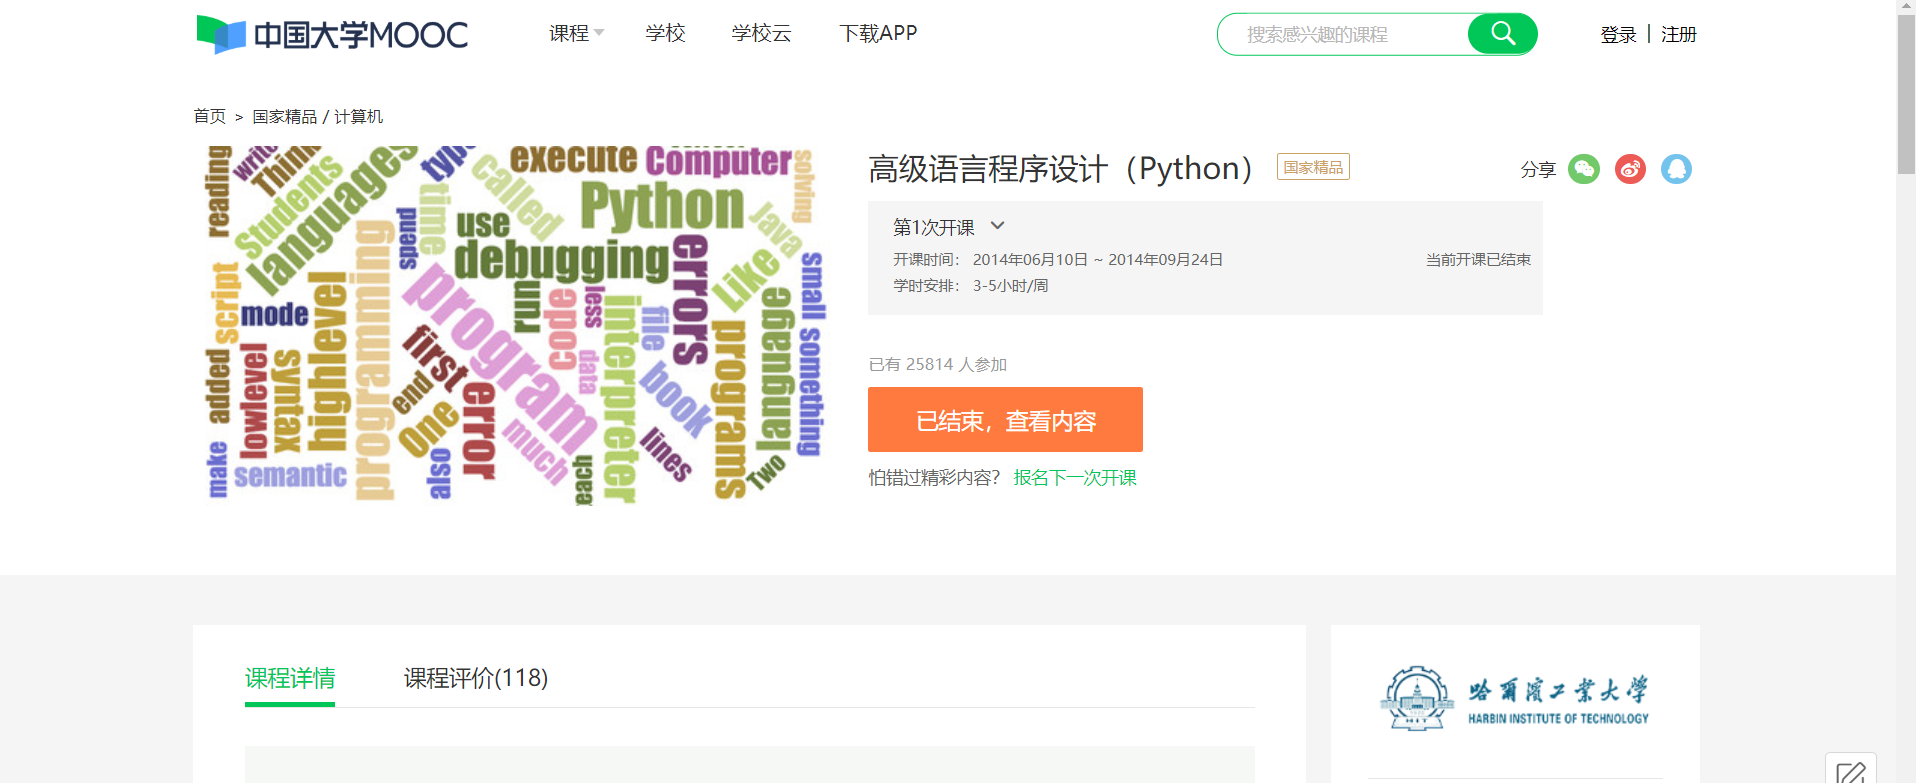 中国大学MOOC
课程 学校 学校云 下载APP
搜索感兴趣的课程
登录 | 注册
首页 > 国家精品 / 计算机
高级语言程序设计（Python） 国家精品
分享
第1次开课
开课时间： 2014年06月10日 ~ 2014年09月24日
当前开课已结束
学时安排： 3-5小时/周
已有 25814 人参加
已结束，查看内容
怕错过精彩内容？ 报名下一次开课
reading
write
Think
Students
languages
type
called
execute
Computer
solving
Python
Java
time
spend
use
debugging
errors
Like
small
something
script
mode
highlevel
programming
program
run
epoc
less
data
interpreter
file
book
programs
language
added
lowlevel
syntax
first
end
One
error
much
lines
Two
make
semantic
also
each
课程详情 课程评价(118)
哈尔滨工业大学
HARBIN INSTITUTE OF TECHNOLOGY
HIT